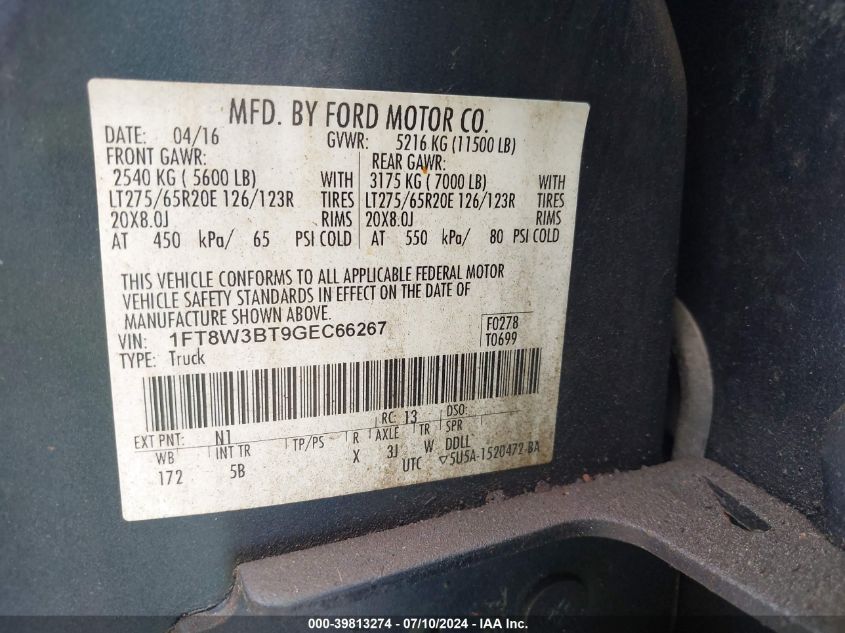 MFD. BY FORD MOTOR CO.
DATE: 04/16 GVWR: 5216 KG (11500 LB)
FRONT GAWR: REAR GAWR:
2540 KG ( 5600 LB) WITH 3175 KG ( 7000 LB) WITH
LT275/65R20E 126/123R TIRES LT275/65R20E 126/123R TIRES
20X8.0J RIMS 20X8.0J RIMS
AT 450 kPa/ 65 PSI COLD AT 550 kPa/ 80 PSI COLD
THIS VEHICLE CONFORMS TO ALL APPLICABLE FEDERAL MOTOR
VEHICLE SAFETY STANDARDS IN EFFECT ON THE DATE OF
MANUFACTURE SHOWN ABOVE.
VIN: 1FT8W3BT9GEC66267 F0278
TYPE: Truck T0699
RC: 13 DSO:
EXT PNT: N1
WB INT TR TP/PS R AXLE TR SPR
172 5B X 3J W DDLL
UTC 5U5A-1520472-BA
000-39813274 - 07/10/2024 - IAA Inc.